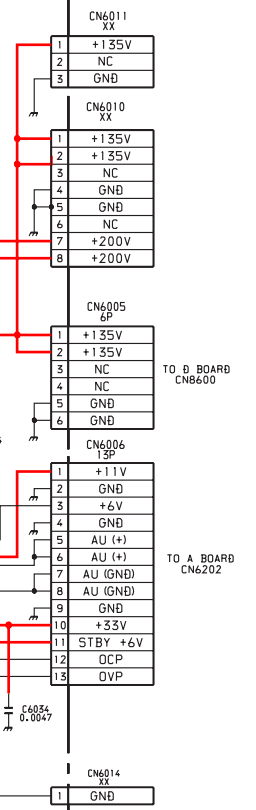 CN6011
XX
1 +135V
2 NC
3 GND
CN6010
XX
1 +135V
2 +135V
3 NC
4 GND
5 GND
6 NC
7 +200V
8 +200V
CN6005
6P
1 +135V
2 +135V
3 NC
4 NC
5 GND
6 GND
TO D BOARD
CN8600
CN6006
13P
1 +11V
2 GND
3 +6V
4 GND
5 AU (+)
6 AU (+)
7 AU (GND)
8 AU (GND)
9 GND
10 +33V
11 STBY +6V
12 OCP
13 OVP
TO A BOARD
CN6202
C6034
0.0047
CN6014
XX
1 GND